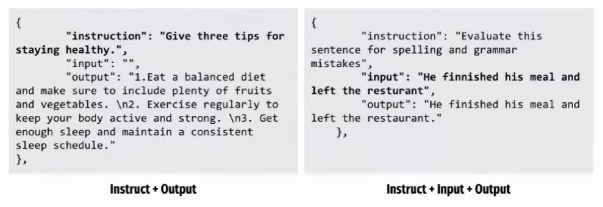 {
"instruction": "Give three tips for
staying healthy.",
"input": "",
"output": "1.Eat a balanced diet
and make sure to include plenty of fruits
and vegetables. \n2. Exercise regularly to
keep your body active and strong. \n3. Get
enough sleep and maintain a consistent
sleep schedule."
},
Instruct + Output
{
"instruction": "Evaluate this
sentence for spelling and grammar
mistakes",
"input": "He finnished his meal and
left the resturant",
"output": "He finished his meal and
left the restaurant."
},
Instruct + Input + Output